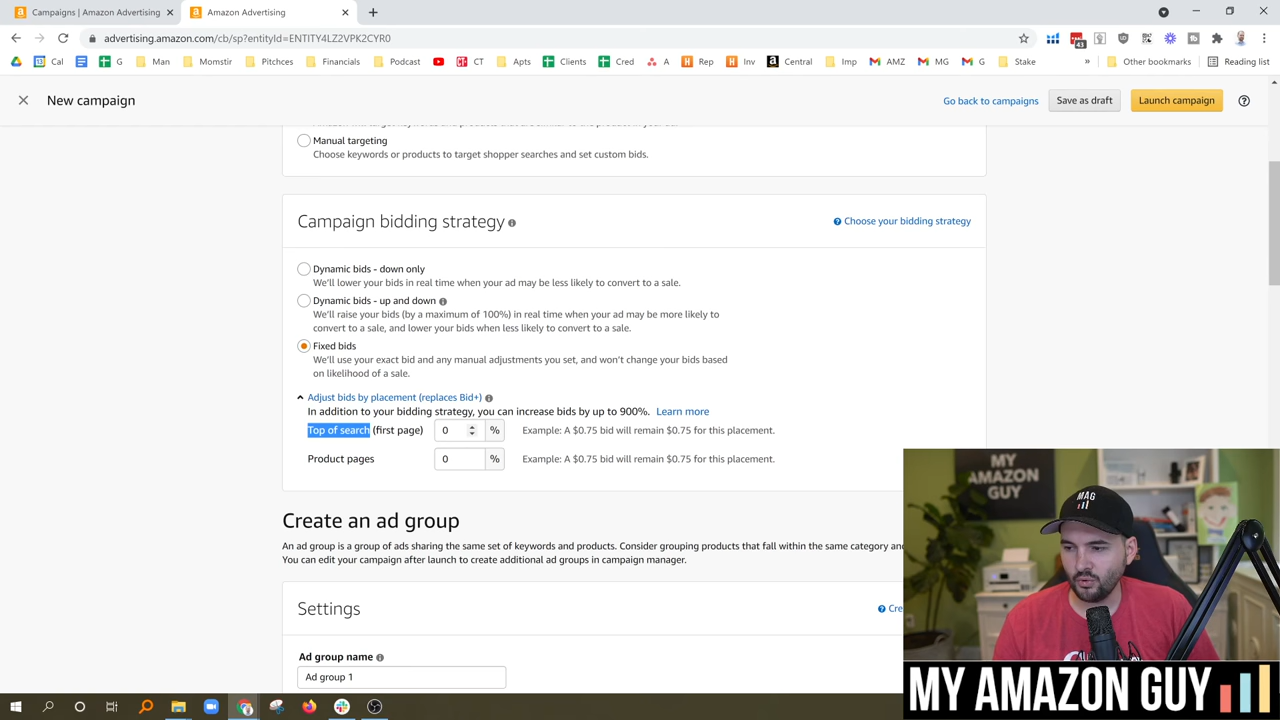 Campaigns | Amazon Advertising
Amazon Advertising
advertising.amazon.com/cb/sp?entityId=ENTITY4LZ2VPK2CYR0
43
Cal
G
Man
Momstir
Pitchces
Financials
Podcast
CT
Apts
Clients
Cred
A
Rep
Inv
Central
Imp
AMZ
MG
G
Stake
»
Other bookmarks
Reading list
New campaign
Go back to campaigns
Save as draft
Launch campaign
Manual targeting
Choose keywords or products to target shopper searches and set custom bids.
Campaign bidding strategy
Choose your bidding strategy
Dynamic bids - down only
We'll lower your bids in real time when your ad may be less likely to convert to a sale.
Dynamic bids - up and down
We'll raise your bids (by a maximum of 100%) in real time when your ad may be more likely to
convert to a sale, and lower your bids when less likely to convert to a sale.
Fixed bids
We'll use your exact bid and any manual adjustments you set, and won't change your bids based
on likelihood of a sale.
Adjust bids by placement (replaces Bid+)
In addition to your bidding strategy, you can increase bids by up to 900%. Learn more
Top of search (first page) 0 % Example: A $0.75 bid will remain $0.75 for this placement.
Product pages 0 % Example: A $0.75 bid will remain $0.75 for this placement.
Create an ad group
An ad group is a group of ads sharing the same set of keywords and products. Consider grouping products that fall within the same category and
You can edit your campaign after launch to create additional ad groups in campaign manager.
Settings
Cre
Ad group name
Ad group 1
MY
AMAZON
GUY
MAG
MY AMAZON GUY